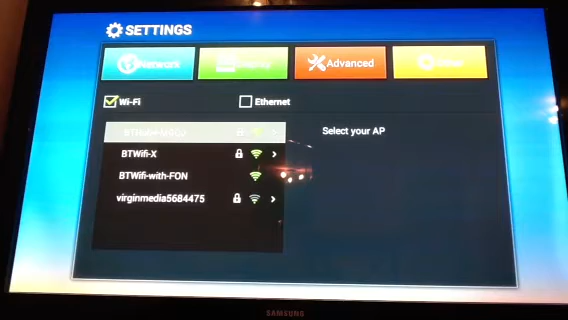 SETTINGS
Network Advanced
Wi-Fi Ethernet
Select your AP
BTWifi-X
BTWifi-with-FON
virginmedia5684475
SAMSUNG